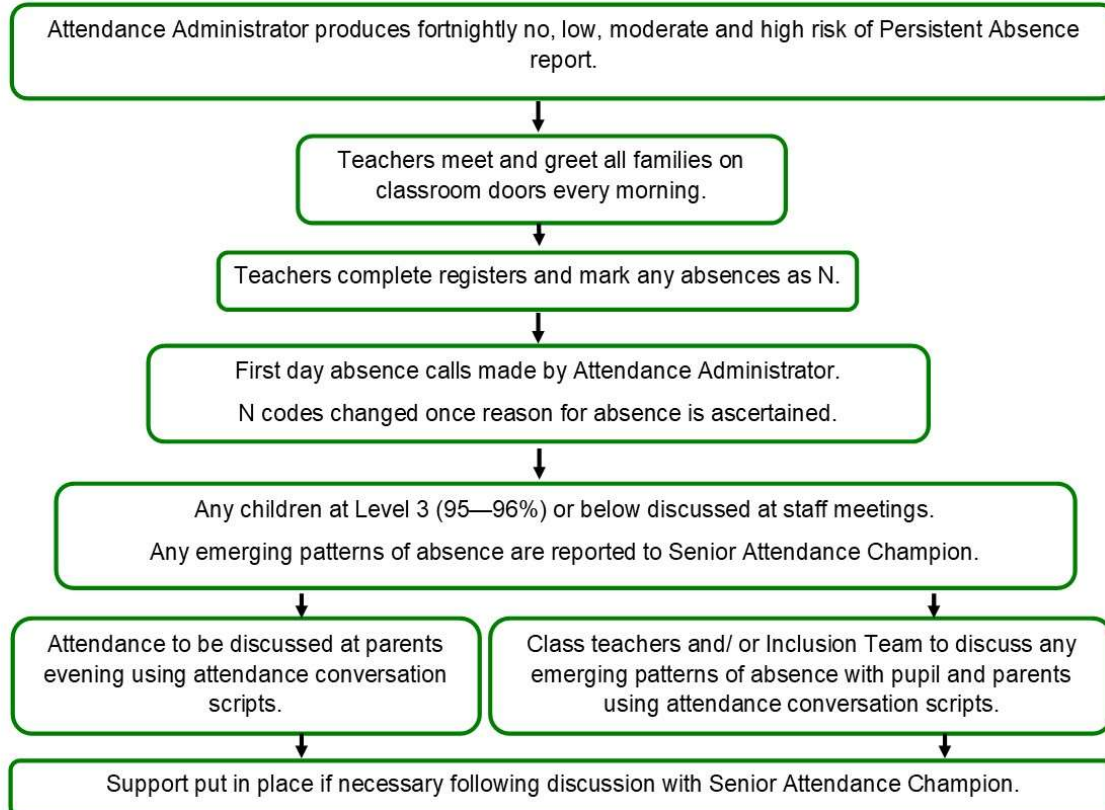 Attendance Administrator produces fortnightly no, low, moderate and high risk of Persistent Absence
report.
Teachers meet and greet all families on
classroom doors every morning.
Teachers complete registers and mark any absences as N.
First day absence calls made by Attendance Administrator.
N codes changed once reason for absence is ascertained.
Any children at Level 3 (95—96%) or below discussed at staff meetings.
Any emerging patterns of absence are reported to Senior Attendance Champion.
Attendance to be discussed at parents
evening using attendance conversation
scripts.
Class teachers and/ or Inclusion Team to discuss any
emerging patterns of absence with pupil and parents
using attendance conversation scripts.
Support put in place if necessary following discussion with Senior Attendance Champion.